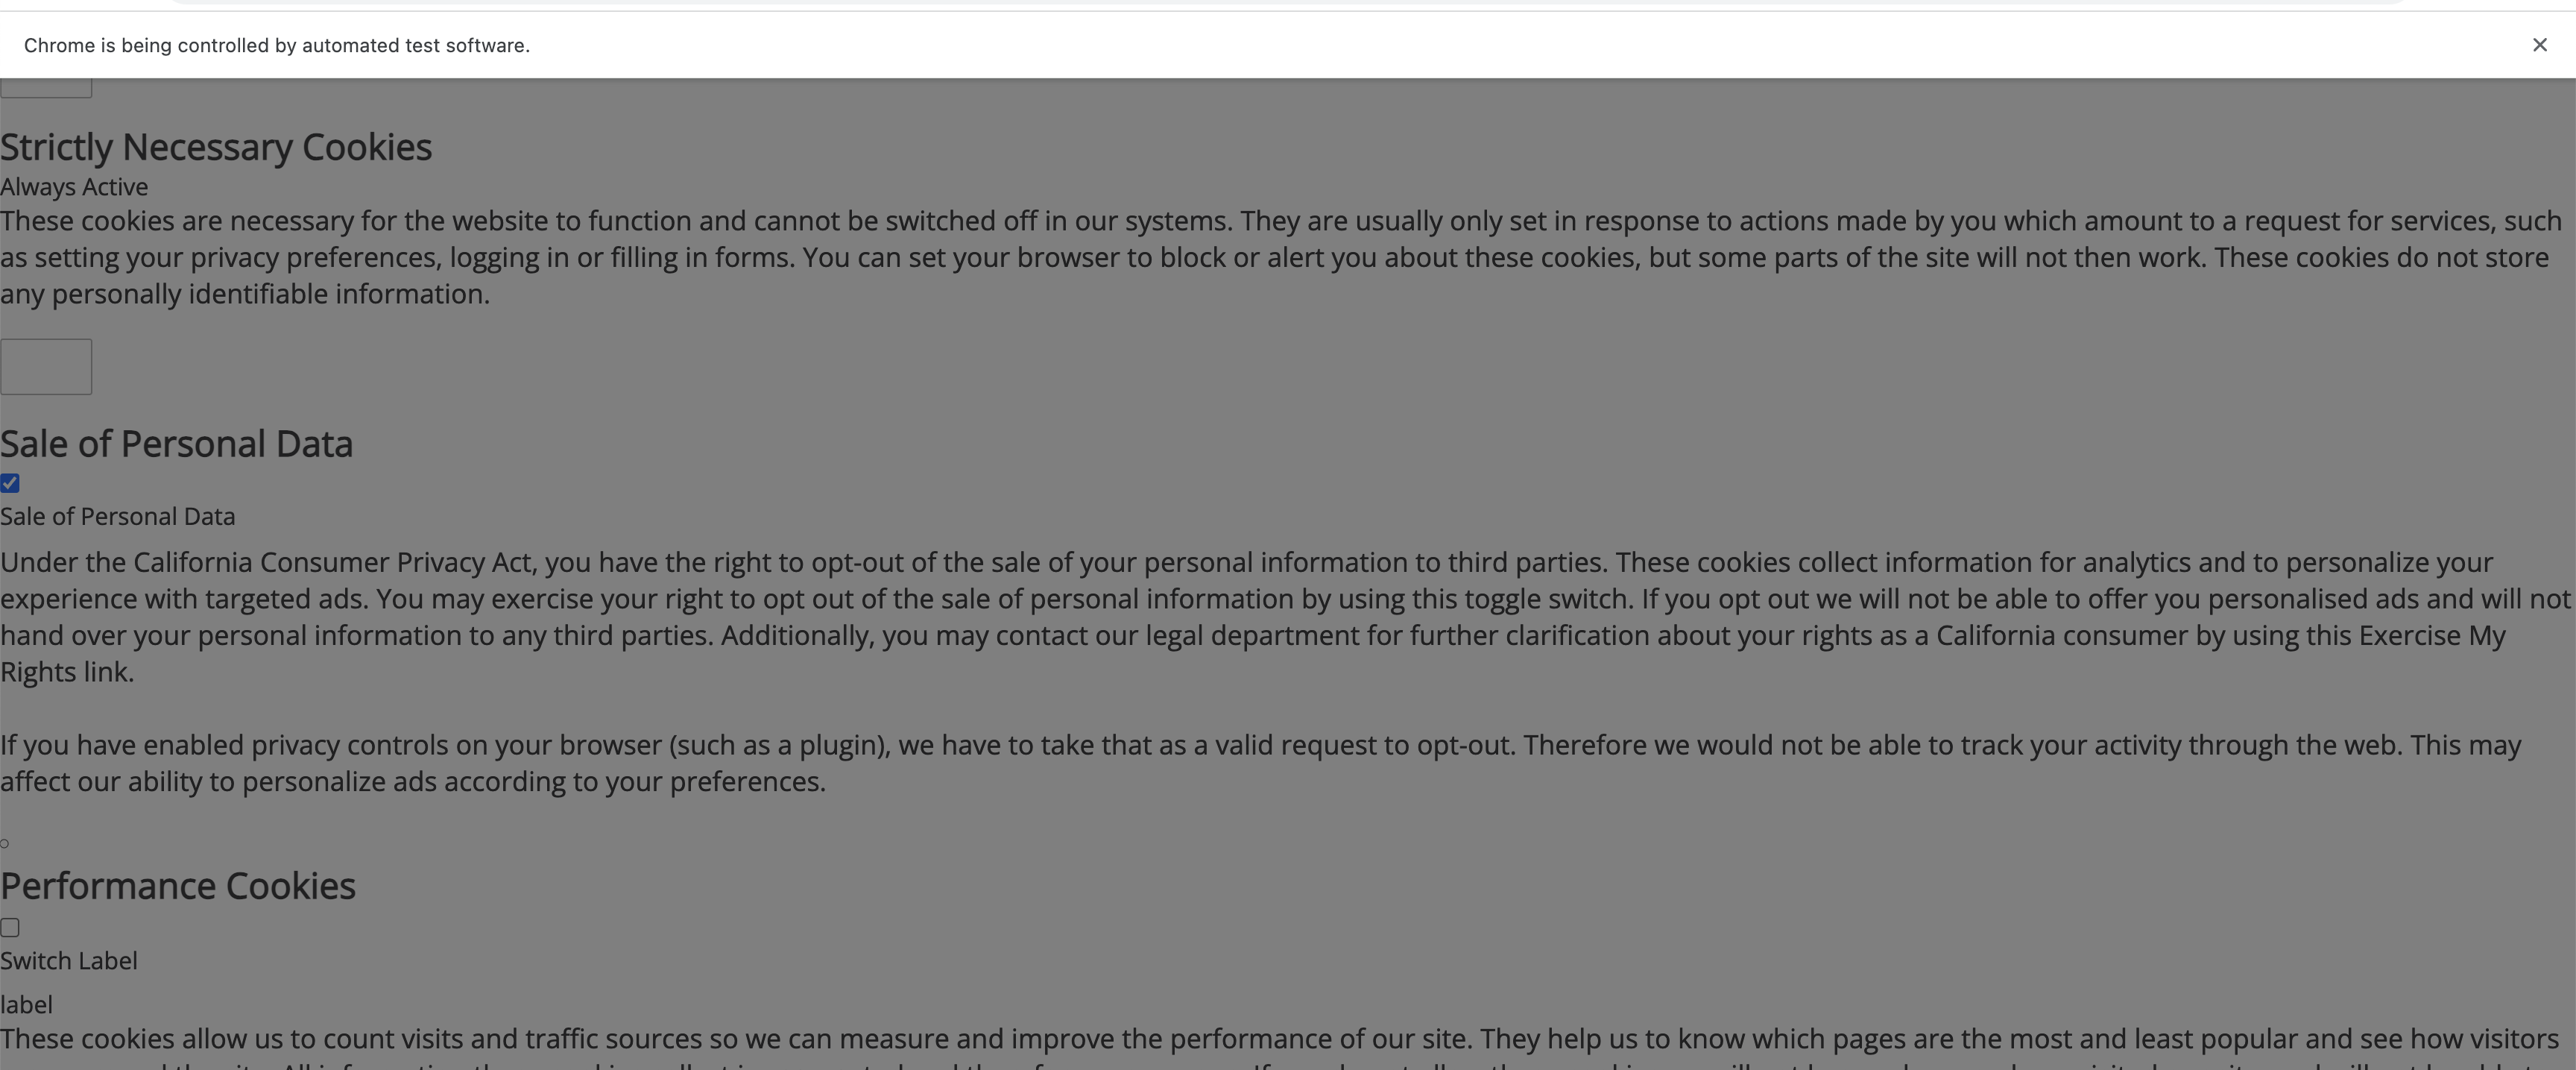 Chrome is being controlled by automated test software.
Strictly Necessary Cookies
Always Active
These cookies are necessary for the website to function and cannot be switched off in our systems. They are usually only set in response to actions made by you which amount to a request for services, such
as setting your privacy preferences, logging in or filling in forms. You can set your browser to block or alert you about these cookies, but some parts of the site will not then work. These cookies do not store
any personally identifiable information.
Sale of Personal Data
Sale of Personal Data
Under the California Consumer Privacy Act, you have the right to opt-out of the sale of your personal information to third parties. These cookies collect information for analytics and to personalize your
experience with targeted ads. You may exercise your right to opt out of the sale of personal information by using this toggle switch. If you opt out we will not be able to offer you personalised ads and will not
hand over your personal information to any third parties. Additionally, you may contact our legal department for further clarification about your rights as a California consumer by using this Exercise My
Rights link.
If you have enabled privacy controls on your browser (such as a plugin), we have to take that as a valid request to opt-out. Therefore we would not be able to track your activity through the web. This may
affect our ability to personalize ads according to your preferences.
Performance Cookies
Switch Label
label
These cookies allow us to count visits and traffic sources so we can measure and improve the performance of our site. They help us to know which pages are the most and least popular and see how visitors